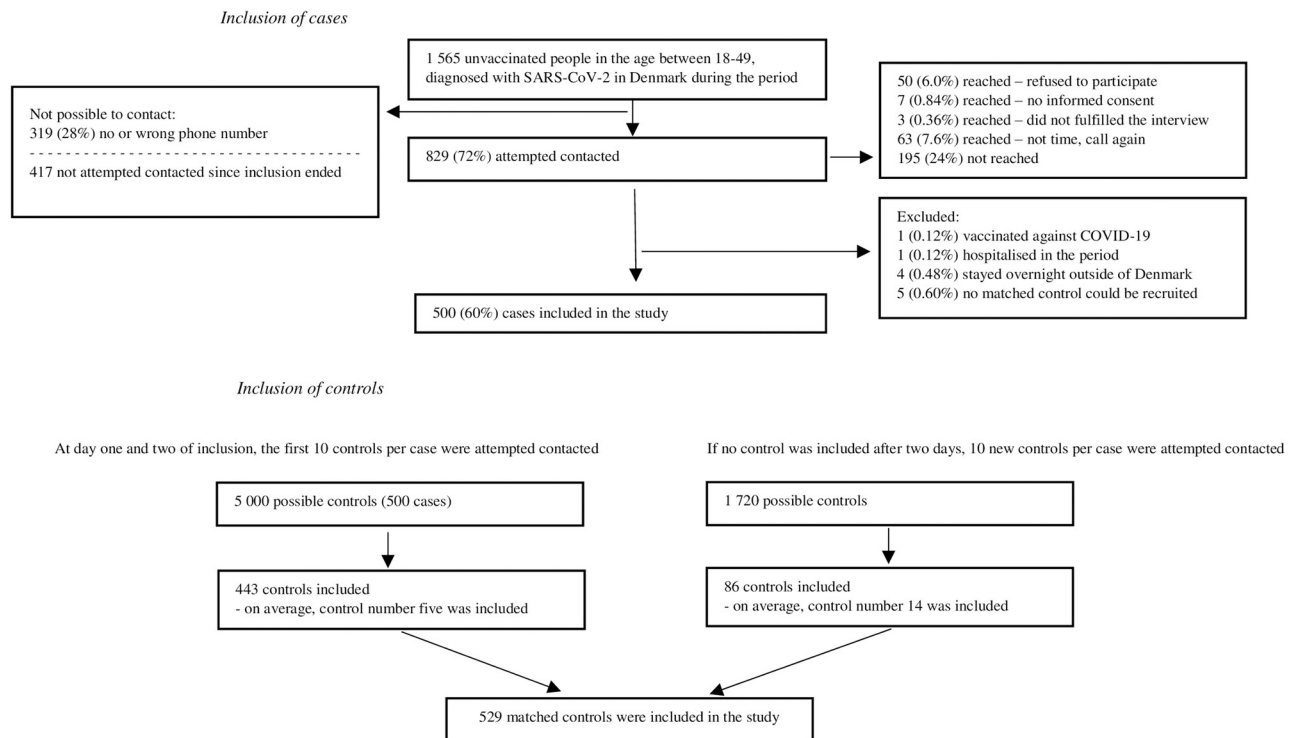 Inclusion of cases
1 565 unvaccinated people in the age between 18-49,
diagnosed with SARS-CoV-2 in Denmark during the period
Not possible to contact:
319 (28%) no or wrong phone number
- - - - - - - - - - - - - - - - - - - - - - - - - - - - - - - - - - -
417 not attempted contacted since inclusion ended
829 (72%) attempted contacted
50 (6.0%) reached – refused to participate
7 (0.84%) reached – no informed consent
3 (0.36%) reached – did not fulfilled the interview
63 (7.6%) reached – not time, call again
195 (24%) not reached
Excluded:
1 (0.12%) vaccinated against COVID-19
1 (0.12%) hospitalised in the period
4 (0.48%) stayed overnight outside of Denmark
5 (0.60%) no matched control could be recruited
500 (60%) cases included in the study
Inclusion of controls
At day one and two of inclusion, the first 10 controls per case were attempted contacted
5 000 possible controls (500 cases)
443 controls included
- on average, control number five was included
If no control was included after two days, 10 new controls per case were attempted contacted
1 720 possible controls
86 controls included
- on average, control number 14 was included
529 matched controls were included in the study